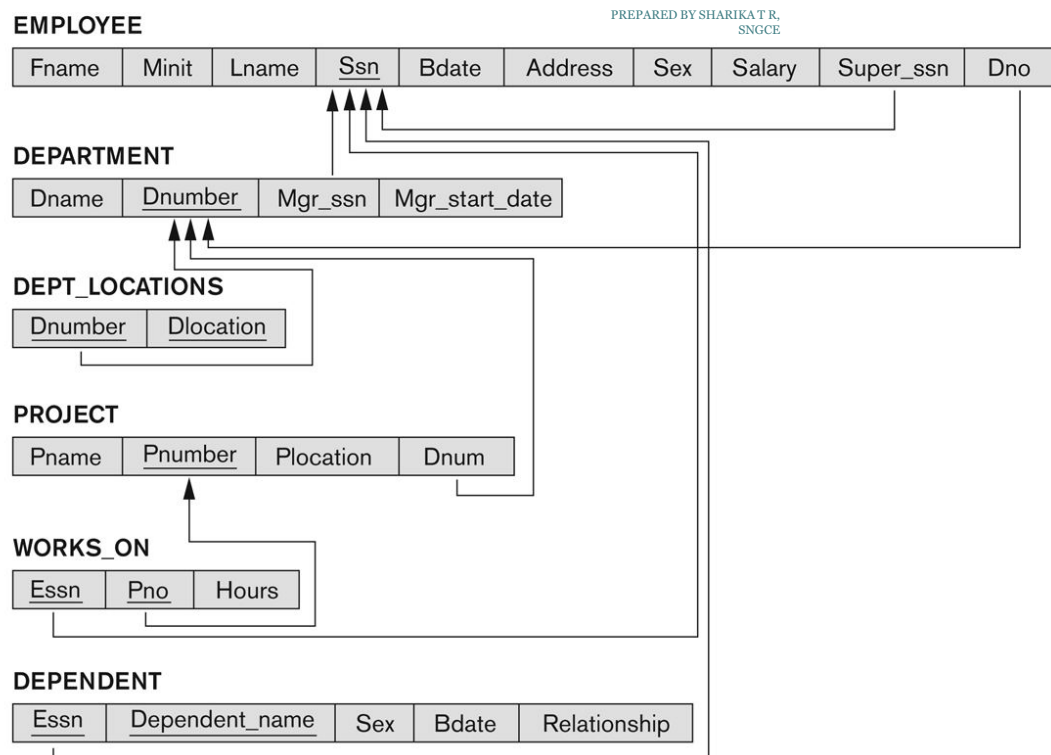 PREPARED BY SHARIKA T R,
SNGCE
EMPLOYEE
Fname Minit Lname Ssn Bdate Address Sex Salary Super_ssn Dno
DEPARTMENT
Dname Dnumber Mgr_ssn Mgr_start_date
DEPT_LOCATIONS
Dnumber Dlocation
PROJECT
Pname Pnumber Plocation Dnum
WORKS_ON
Essn Pno Hours
DEPENDENT
Essn Dependent_name Sex Bdate Relationship